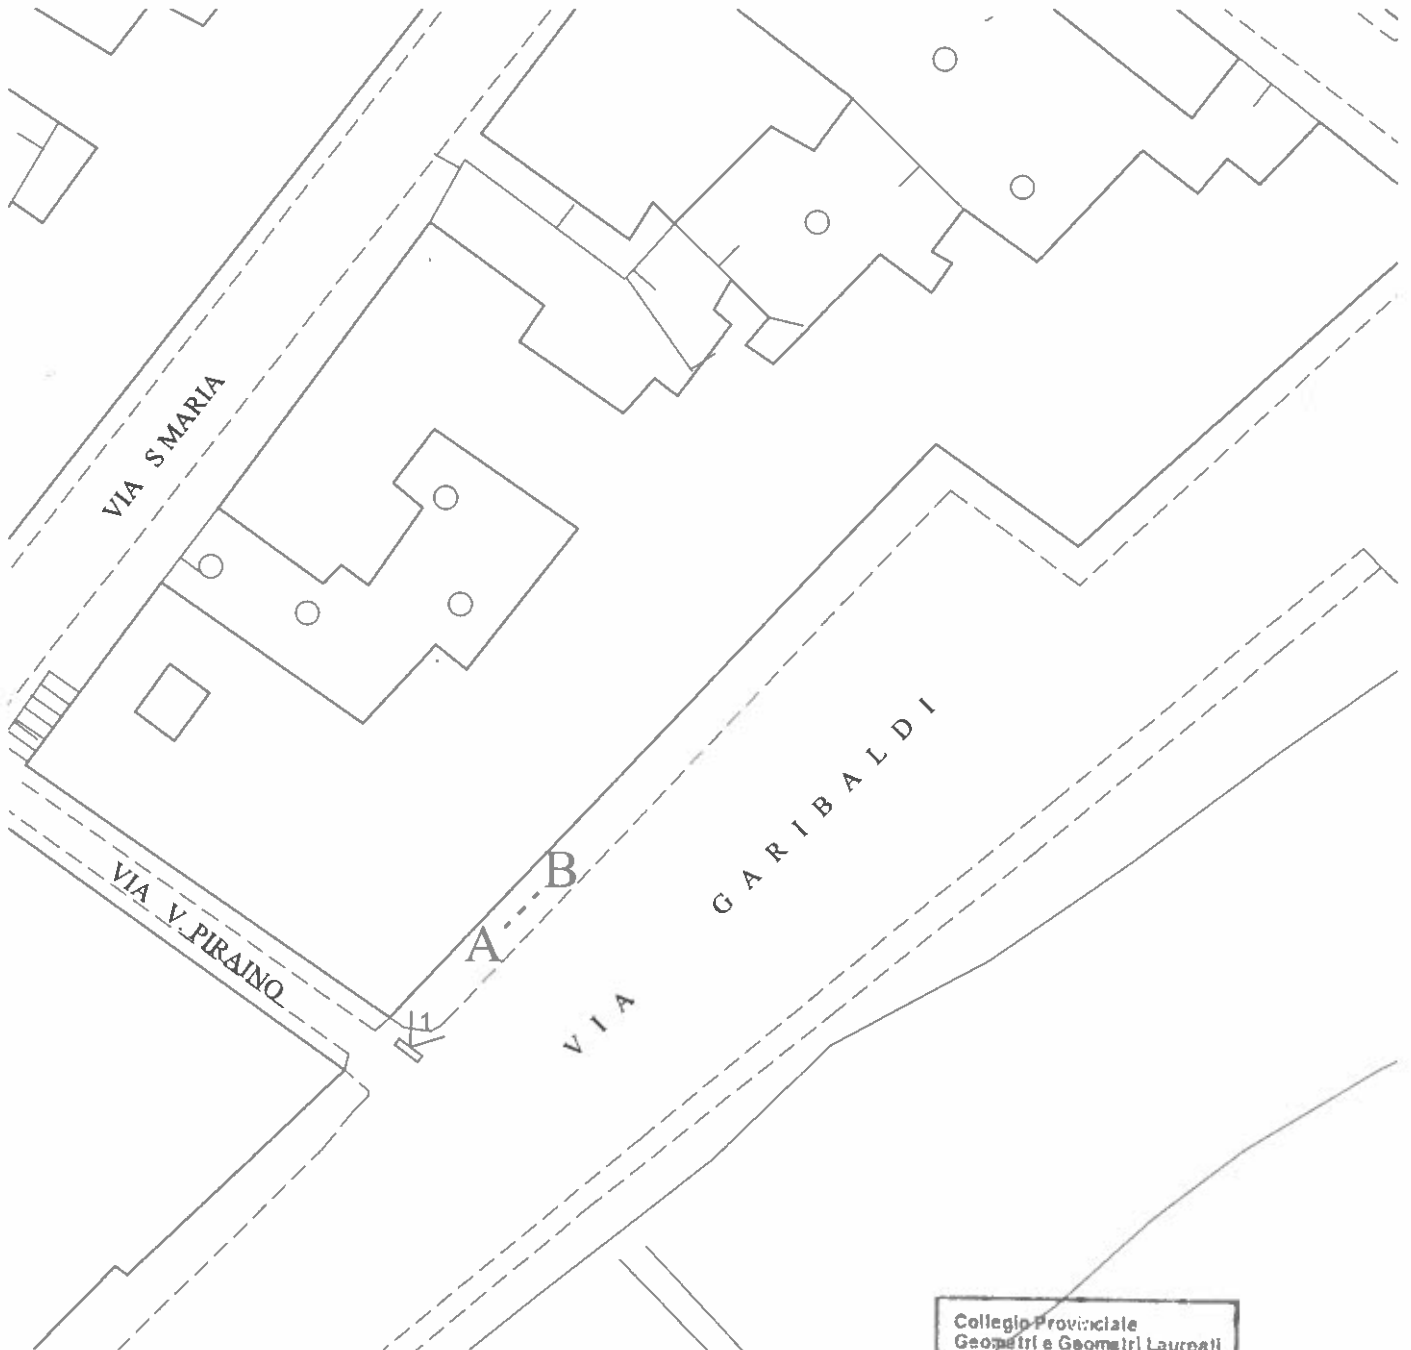 VIA S MARIA
VIA V. PIRAINO
VIA GARIBALDI
B
A
1
Collegio Provinciale
Geometri e Geometri Laureati